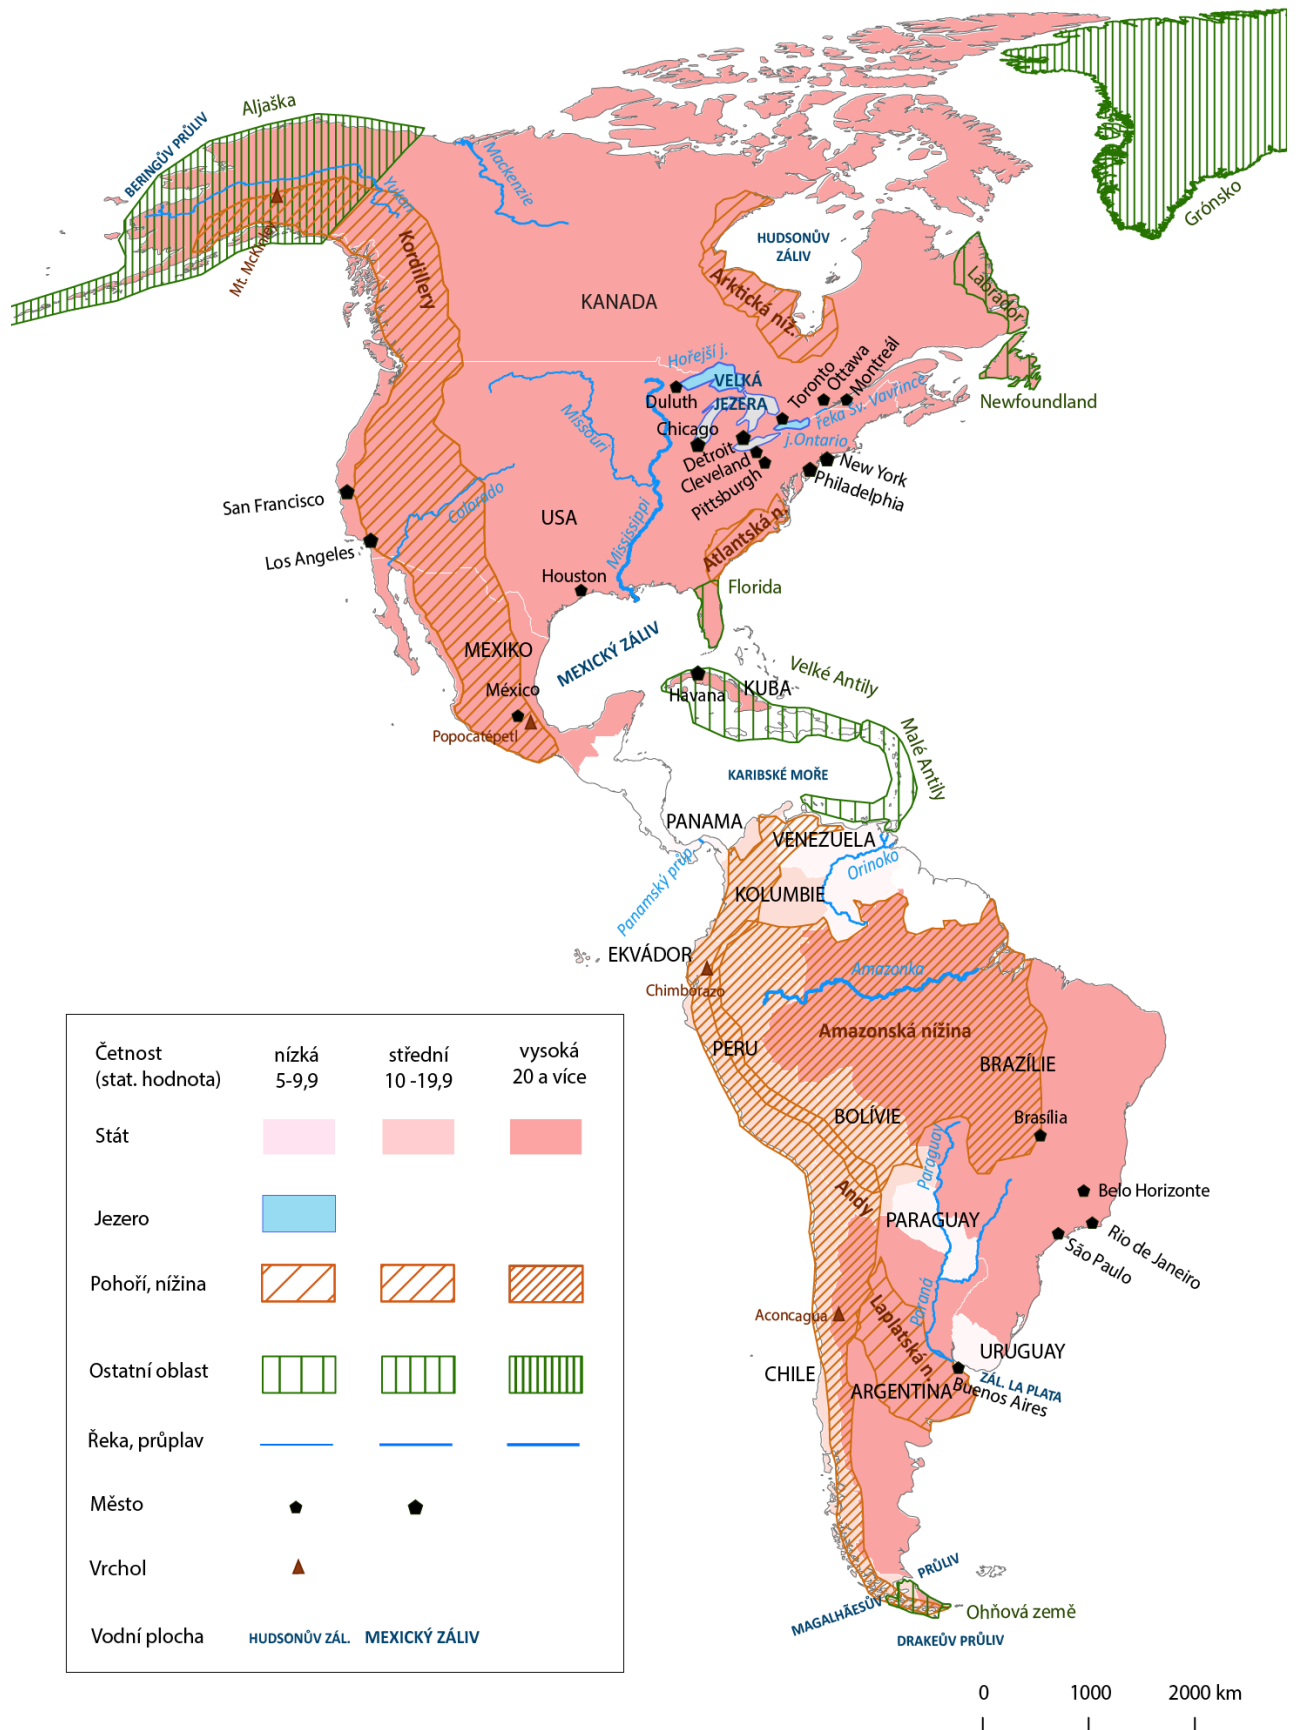 Aljaška
BERINGŮV PRŮLIV
Mackenzie
Yukon
Grónsko
Mt. McKinley
Kordillery
HUDSONŮV
ZÁLIV
Arktická níž.
Labrador
KANADA
Hořejší j.
VELKÁ
JEZERA
Toronto
Ottawa
Montreál
Duluth
řeka Sv. Vavřince
Newfoundland
Missouri
Chicago
j.Ontario
Detroit
Cleveland
Pittsburgh
New York
Philadelphia
San Francisco
Colorado
USA
Mississippi
Atlantská n.
Los Angeles
Houston
Florida
MEXIKO
MEXICKÝ ZÁLIV
Velké Antily
México
Havana
KUBA
Popocatépetl
Malé Antily
KARIBSKÉ MOŘE
PANAMA
VENEZUELA
Orinoko
Panamský průp.
KOLUMBIE
EKVÁDOR
Amazonka
Chimborazo
Amazonská nížina
PERU
BRAZÍLIE
BOLÍVIE
Brasília
Paraguay
Andy
Belo Horizonte
PARAGUAY
Rio de Janeiro
São Paulo
Paraná
Aconcagua
Laplatská n.
URUGUAY
CHILE
ARGENTINA
ZÁL. LA PLATA
Buenos Aires
PRŮLIV
MAGALHÃESŮV
Ohňová země
DRAKEŮV PRŮLIV
Četnost
(stat. hodnota)
nízká
5-9,9
střední
10 -19,9
vysoká
20 a více
Stát
Jezero
Pohoří, nížina
Ostatní oblast
Řeka, průplav
Město
Vrchol
Vodní plocha
HUDSONŮV ZÁL.
MEXICKÝ ZÁLIV
0 1000 2000 km